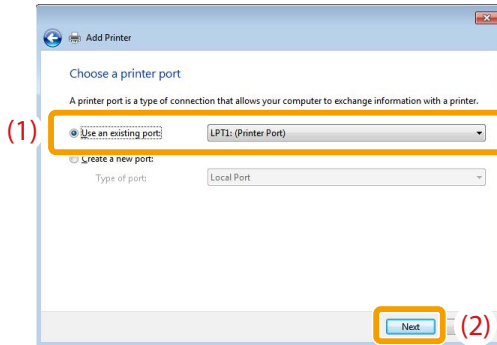 Add Printer
Choose a printer port
A printer port is a type of connection that allows your computer to exchange information with a printer.
(1)
Use an existing port: LPT1: (Printer Port)
Create a new port:
Type of port: Local Port
Next
(2)